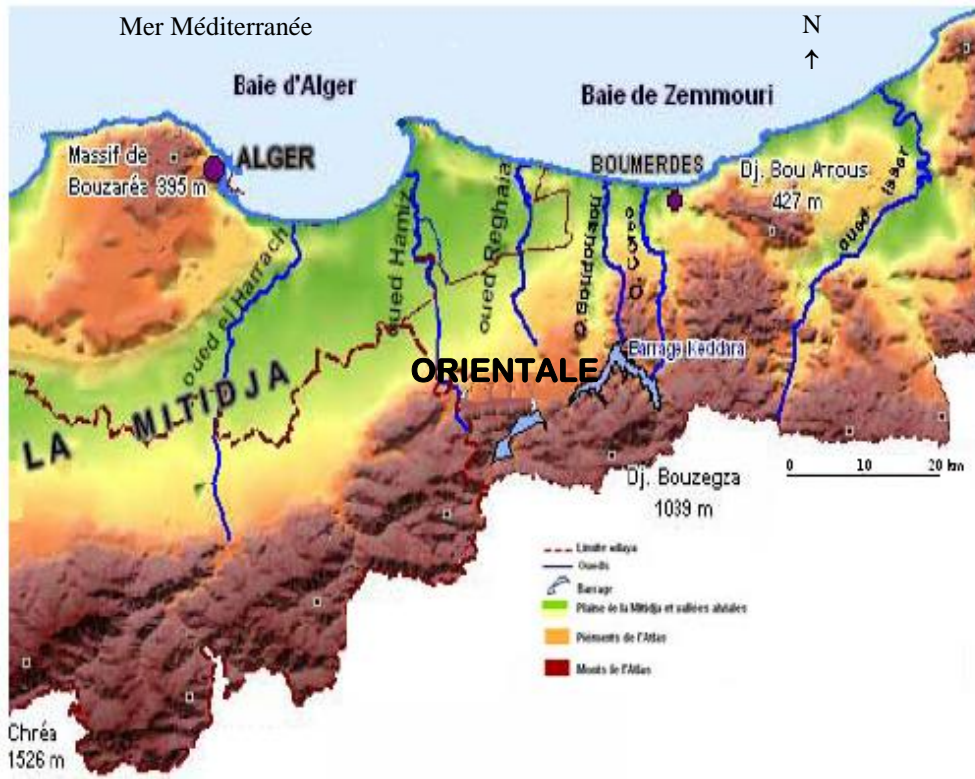 Mer Méditerranée
N
Baie d'Alger
Baie de Zemmouri
Massif de
Bouzaréa 395 m
ALGER
BOUMERDES
Dj. Bou Arrous
427 m
oued Isser
oued el Harrach
oued Hamiz
oued Reghaia
O Boudouaou
LA MITIDJA
ORIENTALE
Barrage Keddara
Dj. Bouzegza
1039 m
0 10 20 km
Limite wilaya
Oueds
Barrage
Plaine de la Mitidja et vallées alluviales
Piémonts de l'Atlas
Monts de l'Atlas
Chréa
1526 m